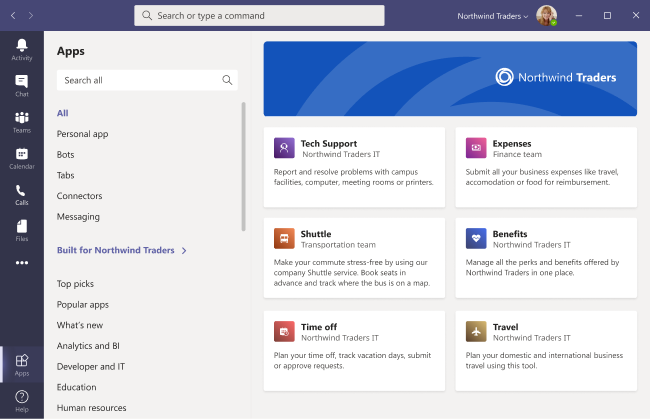 Search or type a command
Northwind Traders
Activity
Chat
Teams
Calendar
Calls
Files
Apps
Help
Apps
Search all
All
Personal app
Bots
Tabs
Connectors
Messaging
Built for Northwind Traders
Top picks
Popular apps
What's new
Analytics and BI
Developer and IT
Education
Human resources
Northwind Traders
Tech Support
Northwind Traders IT
Report and resolve problems with campus
facilities, computer, meeting rooms or printers.
Expenses
Finance team
Submit all your business expenses like travel,
accomodation or food for reimbursement.
Shuttle
Transportation team
Make your commute stress-free by using our
company Shuttle service. Book seats in
advance and track where the bus is on a map.
Benefits
Northwind Traders IT
Manage all the perks and benefits offered by
Northwind Traders in one place.
Time off
Northwind Traders IT
Plan your time off, track vacation days, submit
or approve requests.
Travel
Northwind Traders IT
Plan your domestic and international business
travel using this tool.